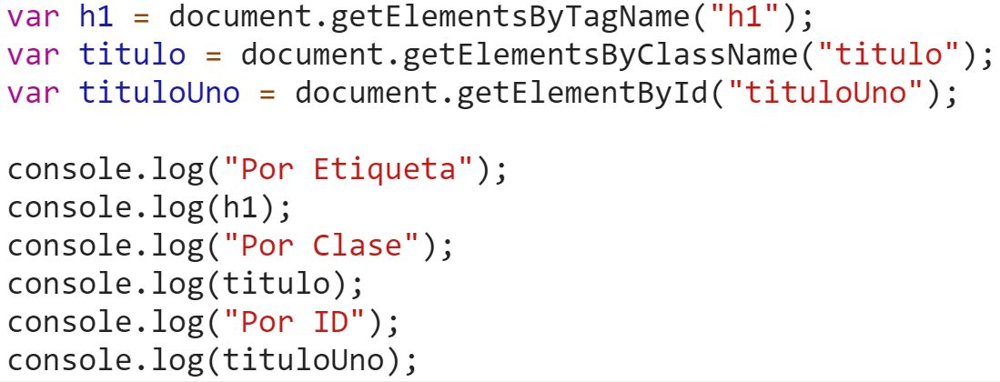 var h1 = document.getElementsByTagName("h1");
var titulo = document.getElementsByClassName("titulo");
var tituloUno = document.getElementById("tituloUno");
console.log("Por Etiqueta");
console.log(h1);
console.log("Por Clase");
console.log(titulo);
console.log("Por ID");
console.log(tituloUno);